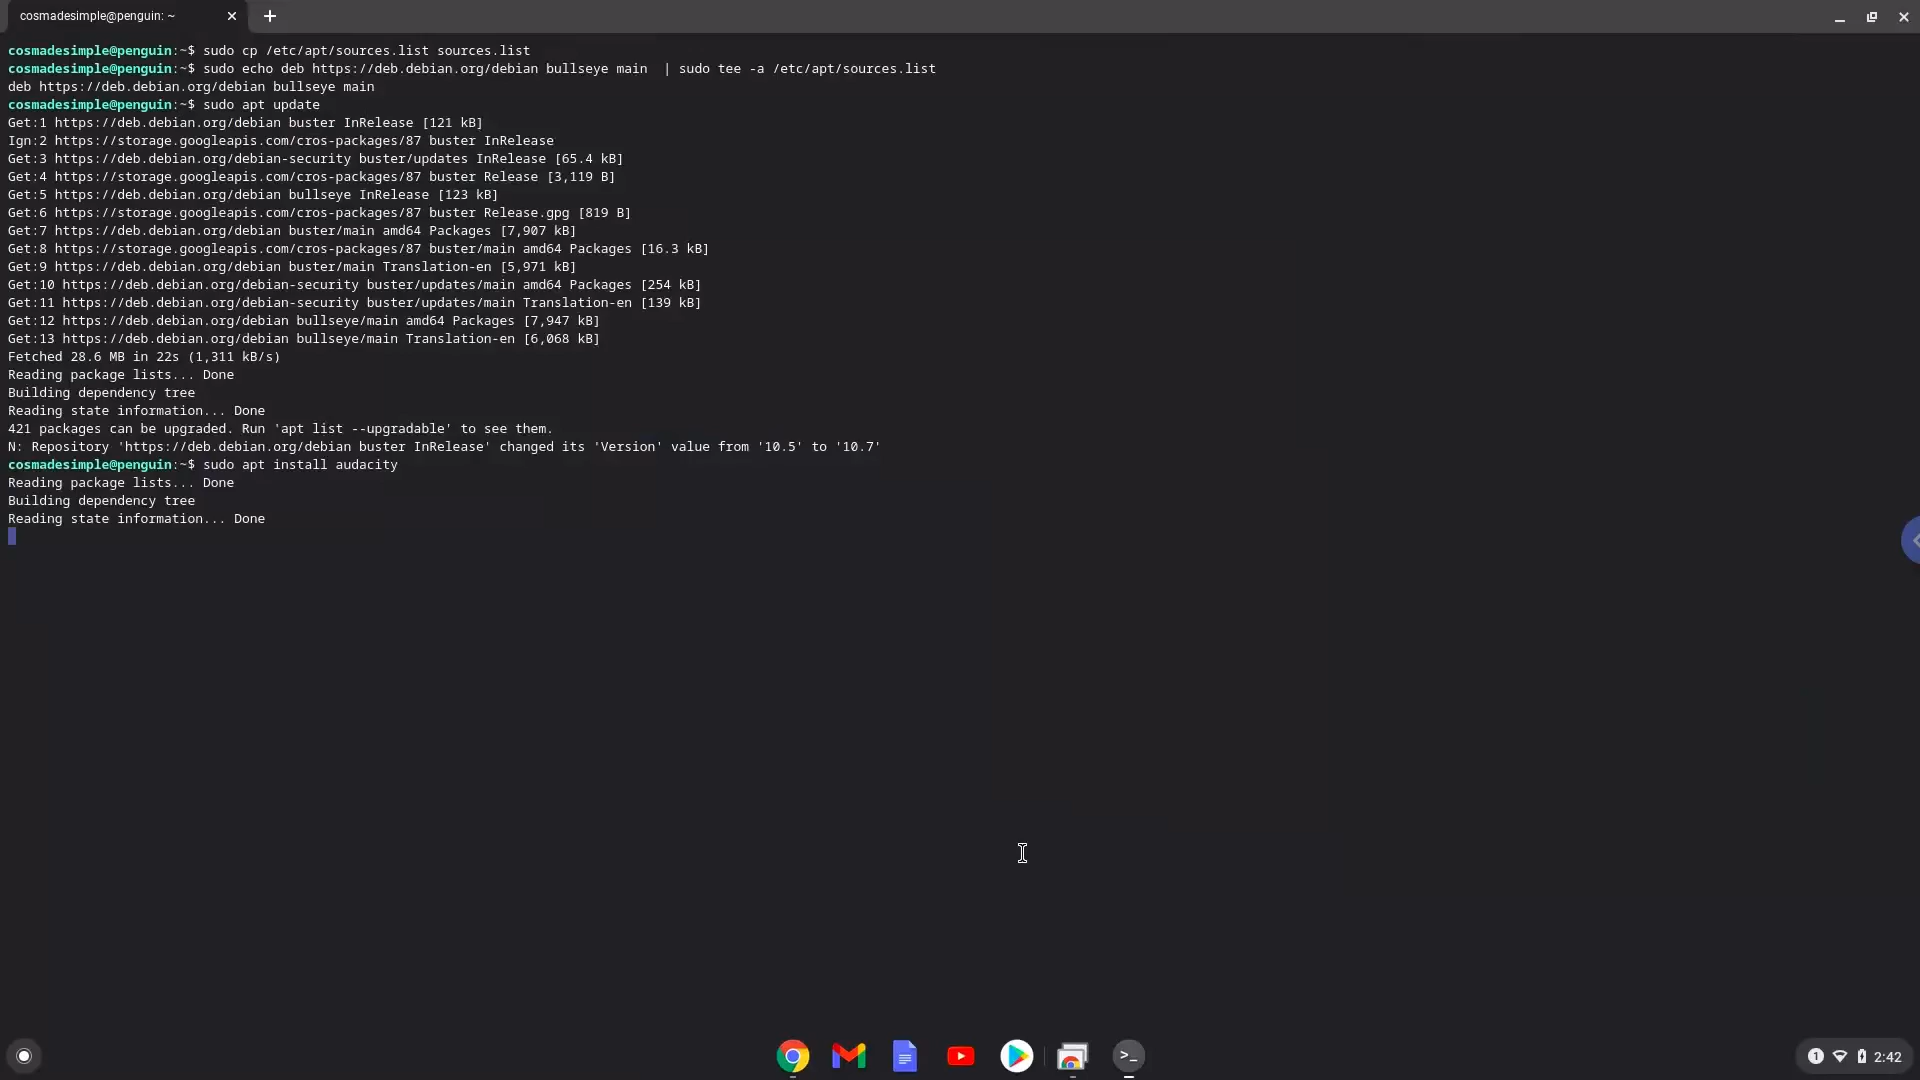 cosmadesimple@penguin: ~
cosmadesimple@penguin:~$ sudo cp /etc/apt/sources.list sources.list
cosmadesimple@penguin:~$ sudo echo deb https://deb.debian.org/debian bullseye main  | sudo tee -a /etc/apt/sources.list
deb https://deb.debian.org/debian bullseye main
cosmadesimple@penguin:~$ sudo apt update
Get:1 https://deb.debian.org/debian buster InRelease [121 kB]
Ign:2 https://storage.googleapis.com/cros-packages/87 buster InRelease
Get:3 https://deb.debian.org/debian-security buster/updates InRelease [65.4 kB]
Get:4 https://storage.googleapis.com/cros-packages/87 buster Release [3,119 B]
Get:5 https://deb.debian.org/debian bullseye InRelease [123 kB]
Get:6 https://storage.googleapis.com/cros-packages/87 buster Release.gpg [819 B]
Get:7 https://deb.debian.org/debian buster/main amd64 Packages [7,907 kB]
Get:8 https://storage.googleapis.com/cros-packages/87 buster/main amd64 Packages [16.3 kB]
Get:9 https://deb.debian.org/debian buster/main Translation-en [5,971 kB]
Get:10 https://deb.debian.org/debian-security buster/updates/main amd64 Packages [254 kB]
Get:11 https://deb.debian.org/debian-security buster/updates/main Translation-en [139 kB]
Get:12 https://deb.debian.org/debian bullseye/main amd64 Packages [7,947 kB]
Get:13 https://deb.debian.org/debian bullseye/main Translation-en [6,068 kB]
Fetched 28.6 MB in 22s (1,311 kB/s)
Reading package lists... Done
Building dependency tree
Reading state information... Done
421 packages can be upgraded. Run 'apt list --upgradable' to see them.
N: Repository 'https://deb.debian.org/debian buster InRelease' changed its 'Version' value from '10.5' to '10.7'
cosmadesimple@penguin:~$ sudo apt install audacity
Reading package lists... Done
Building dependency tree
Reading state information... Done
>_
1 2:42